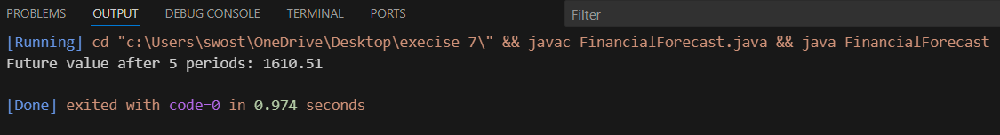 PROBLEMS OUTPUT DEBUG CONSOLE TERMINAL PORTS Filter
[Running] cd "c:\Users\swost\OneDrive\Desktop\execise 7\" && javac FinancialForecast.java && java FinancialForecast
Future value after 5 periods: 1610.51
[Done] exited with code=0 in 0.974 seconds